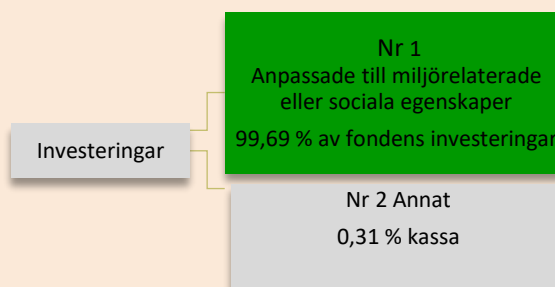 Investeringar
Nr 1
Anpassade till miljörelaterade
eller sociala egenskaper
99,69 % av fondens investeringar
Nr 2 Annat
0,31 % kassa